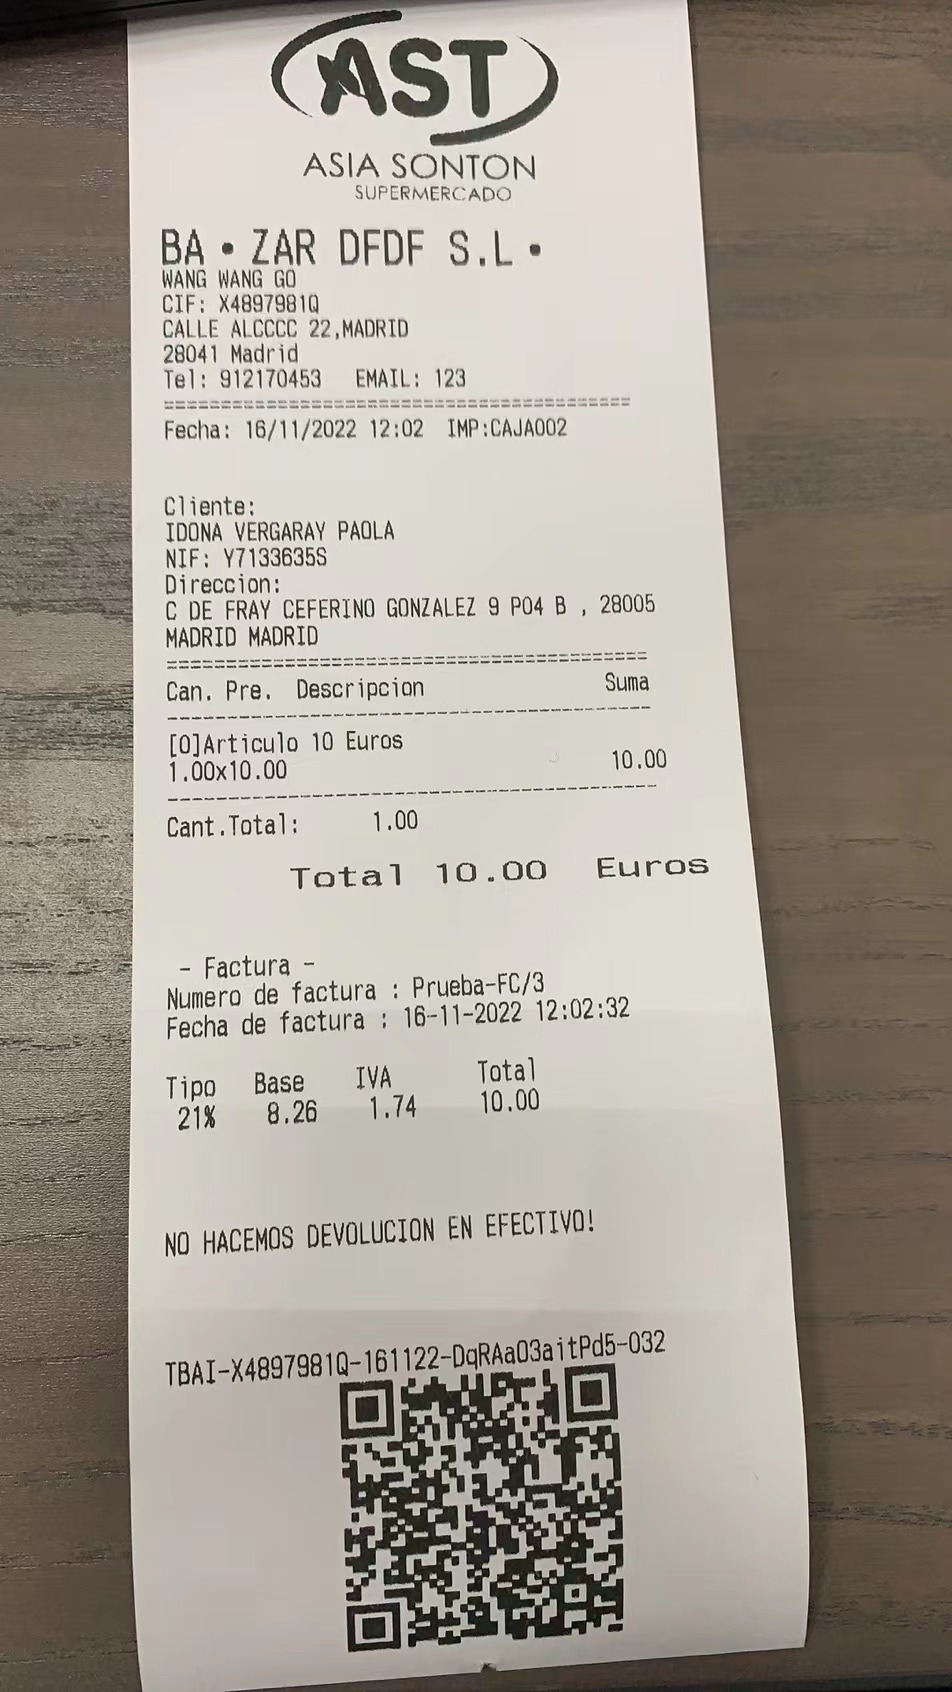 AST
ASIA SONTON
SUPERMERCADO
BA • ZAR DFDF S.L •
WANG WANG GO
CIF: X4897981Q
CALLE ALCCCC 22,MADRID
28041 Madrid
Tel: 912170453 EMAIL: 123
========================================
Fecha: 16/11/2022 12:02 IMP:CAJA002
Cliente:
IDONA VERGARAY PAOLA
NIF: Y7133635S
Direccion:
C DE FRAY CEFERINO GONZALEZ 9 P04 B , 28005
MADRID MADRID
========================================
Can. Pre. Descripcion Suma
----------------------------------------
[0]Articulo 10 Euros
1.00x10.00 10.00
----------------------------------------
Cant.Total: 1.00
Total 10.00 Euros
- Factura -
Numero de factura : Prueba-FC/3
Fecha de factura : 16-11-2022 12:02:32
Tipo Base IVA Total
21% 8.26 1.74 10.00
NO HACEMOS DEVOLUCION EN EFECTIVO!
TBAI-X4897981Q-161122-DqRAaO3aitPd5-032